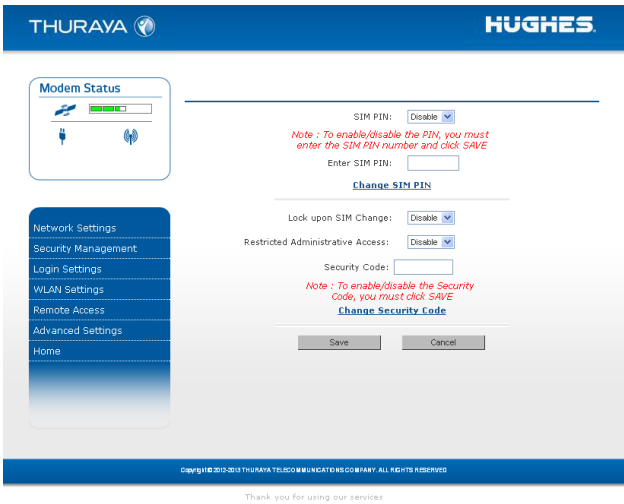 THURAYA
HUGHES.
Modem Status
SIM PIN: Disable
Note : To enable/disable the PIN, you must
enter the SIM PIN number and click SAVE
Enter SIM PIN:
Change SIM PIN
Network Settings
Security Management
Login Settings
WLAN Settings
Remote Access
Advanced Settings
Home
Lock upon SIM Change: Disable
Restricted Administrative Access: Disable
Security Code:
Note : To enable/disable the Security
Code, you must click SAVE
Change Security Code
Save Cancel
Copyright© 2012-2013 THURAYA TELECOMMUNICATIONS COMPANY. ALL RIGHTS RESERVED
Thank you for using our services